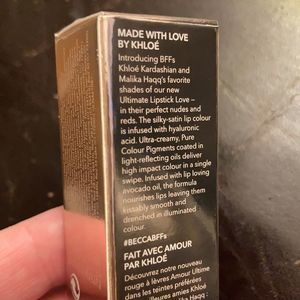 MADE WITH LOVE
BY KHLOÉ
Introducing BFFs
Khloé Kardashian and
Malika Haqq's favorite
shades of our new
Ultimate Lipstick Love –
in their perfect nudes and
reds. The silky-satin lip colour
is infused with hyaluronic
acid. Ultra-creamy, Pure
Colour Pigments coated in
light-reflecting oils deliver
high impact colour in a single
swipe. Infused with lip loving
avocado oil, the formula
nourishes lips leaving them
kissably smooth and
drenched in illuminated
colour.
#BECCABFFs
FAIT AVEC AMOUR
PAR KHLOÉ
Découvrez notre nouveau
rouge à lèvres Amour Ultime
dans les teintes préférées
Malika Haqq